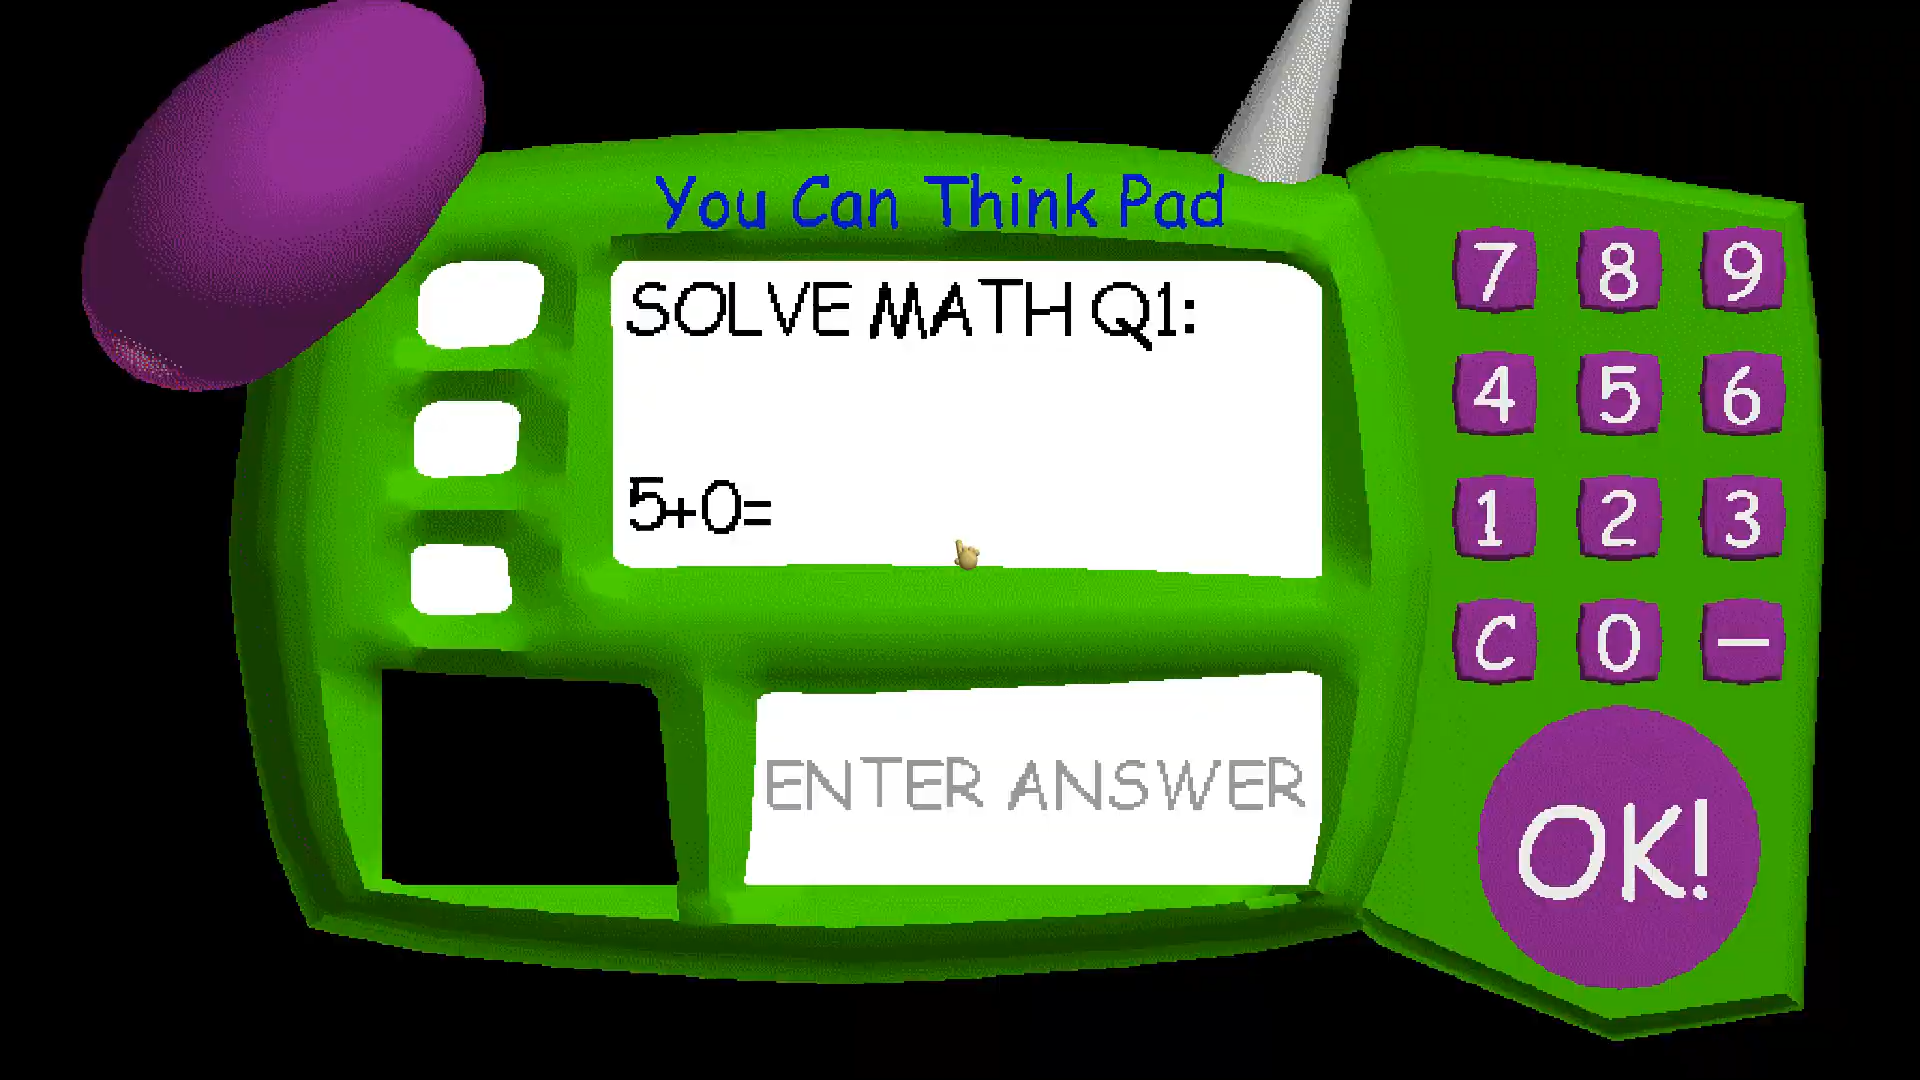 You Can Think Pad
SOLVE MATH Q1:
5+0=
ENTER ANSWER
7 8 9
4 5 6
1 2 3
C 0 —
OK!